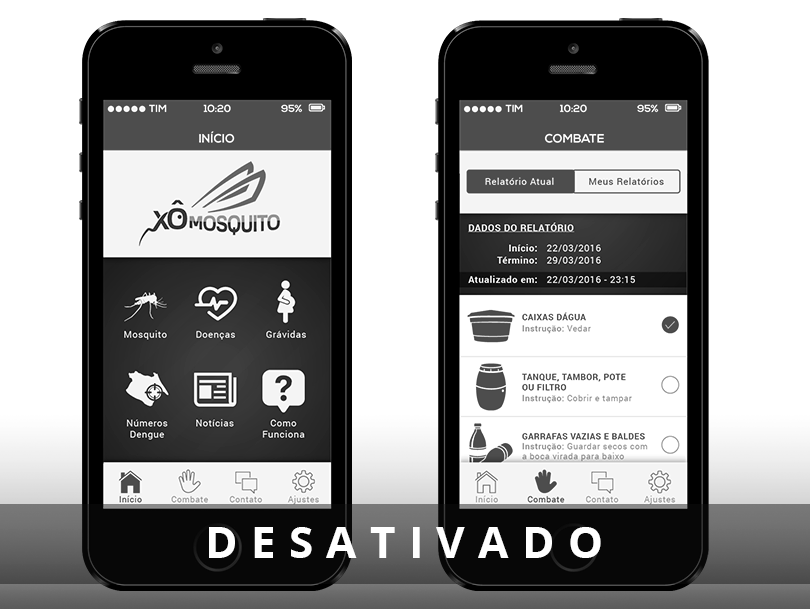 ●●●●● TIM 10:20 95%
INÍCIO
XÔ MOSQUITO
Mosquito Doenças Grávidas
Números Dengue Notícias Como Funciona
Início Combate Contato Ajustes
●●●●● TIM 10:20 95%
COMBATE
Relatório Atual Meus Relatórios
DADOS DO RELATÓRIO
Início: 22/03/2016
Término: 29/03/2016
Atualizado em: 22/03/2016 - 23:15
CAIXAS DÁGUA
Instrução: Vedar
TANQUE, TAMBOR, POTE
OU FILTRO
Instrução: Cobrir e tampar
GARRAFAS VAZIAS E BALDES
Instrução: Guardar secos com
a boca virada para baixo
Início Combate Contato Ajustes
DESATIVADO